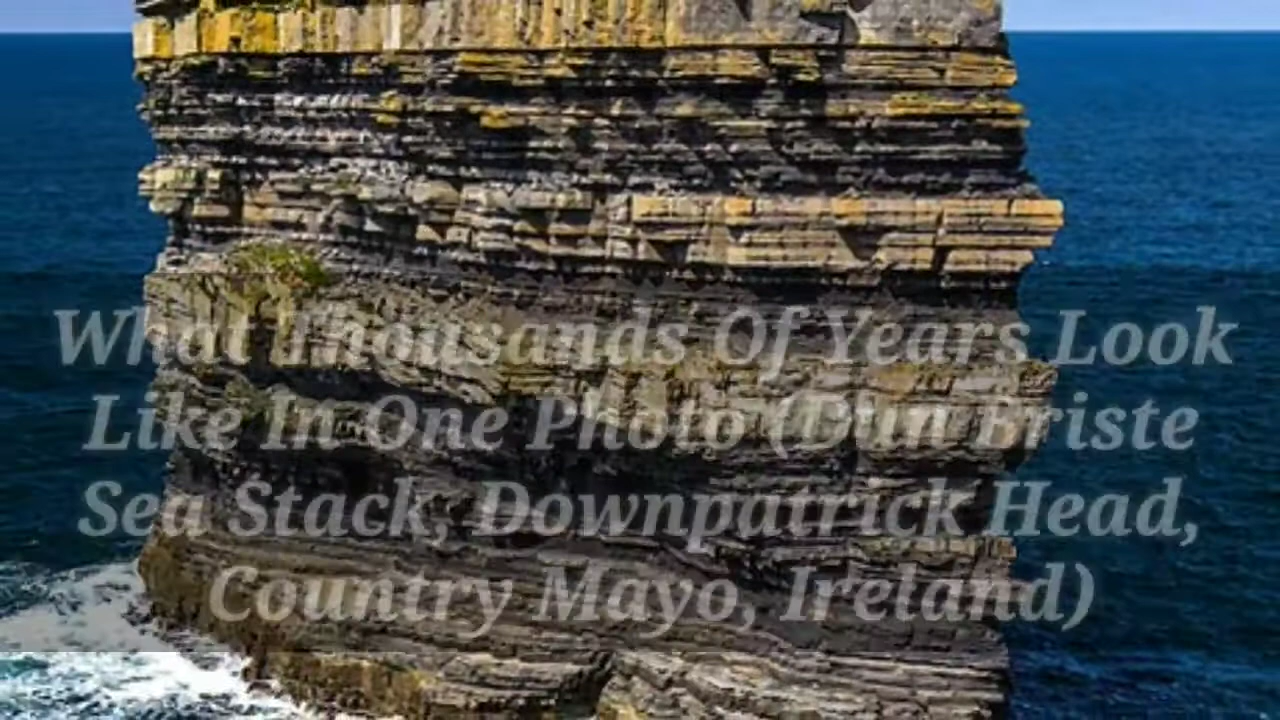 What Thousands Of Years Look
Like In One Photo (Dun Briste
Sea Stack, Downpatrick Head,
Country Mayo, Ireland)